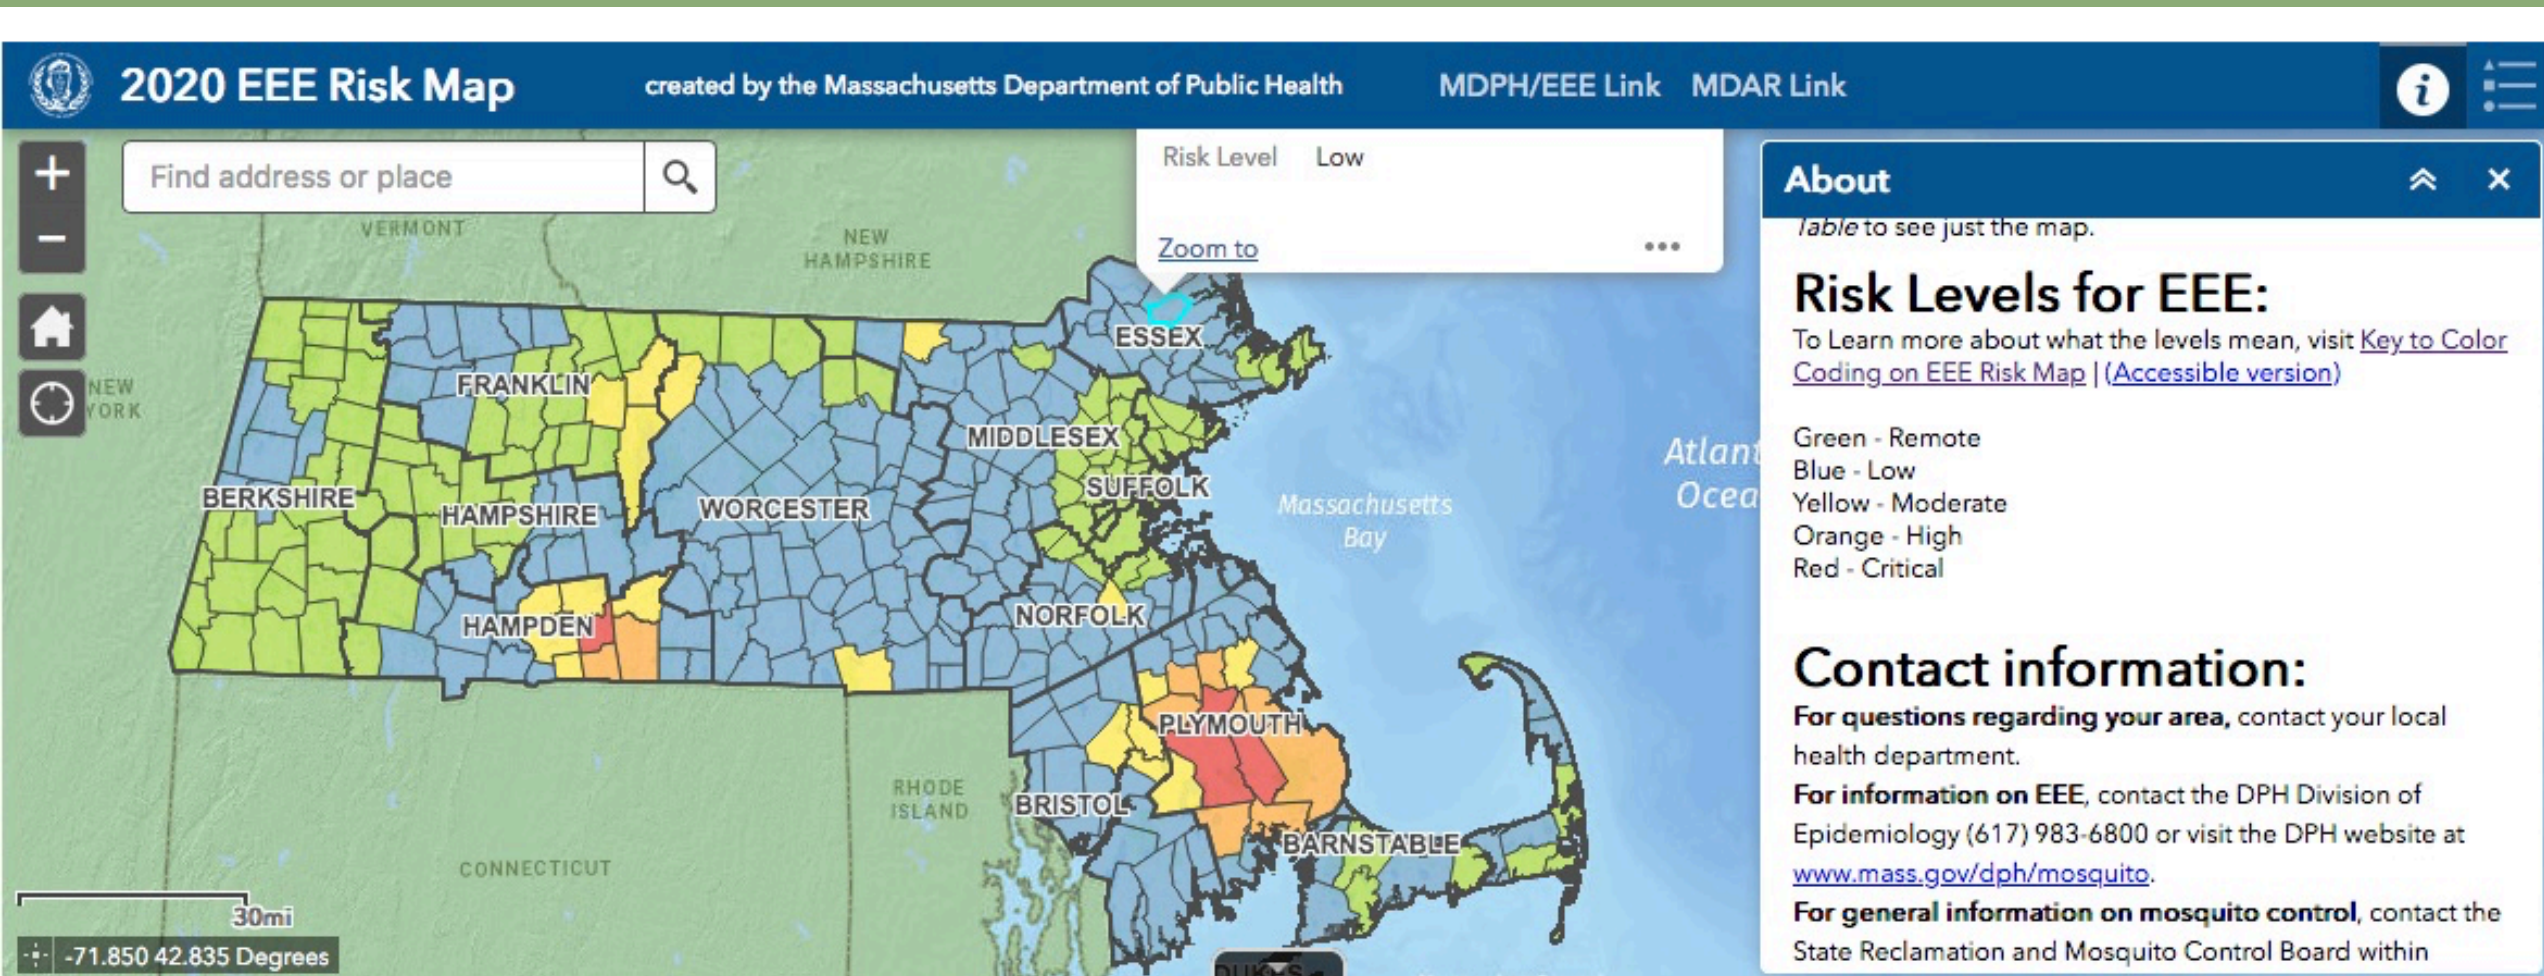 2020 EEE Risk Map
created by the Massachusetts Department of Public Health
MDPH/EEE Link
MDAR Link
Find address or place
Risk Level Low
Zoom to
VERMONT
NEW
HAMPSHIRE
NEW
YORK
ESSEX
FRANKLIN
MIDDLESEX
BERKSHIRE
HAMPSHIRE
WORCESTER
SUFFOLK
Massachusetts
Bay
Atlant
Ocea
HAMPDEN
NORFOLK
PLYMOUTH
RHODE
ISLAND
BRISTOL
BARNSTABLE
CONNECTICUT
DUKES
30mi
-71.850 42.835 Degrees
About
Table to see just the map.
Risk Levels for EEE:
To Learn more about what the levels mean, visit Key to Color
Coding on EEE Risk Map | (Accessible version)
Green - Remote
Blue - Low
Yellow - Moderate
Orange - High
Red - Critical
Contact information:
For questions regarding your area, contact your local
health department.
For information on EEE, contact the DPH Division of
Epidemiology (617) 983-6800 or visit the DPH website at
www.mass.gov/dph/mosquito.
For general information on mosquito control, contact the
State Reclamation and Mosquito Control Board within